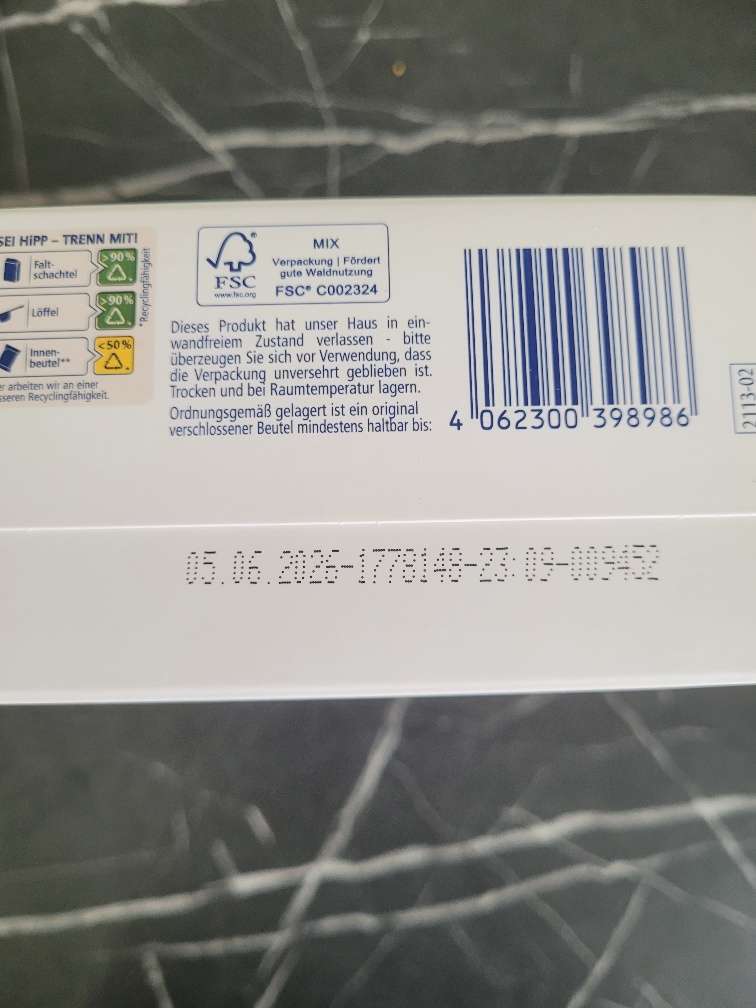 SEI HiPP – TRENN MIT!
Falt-
schachtel
>90%
Löffel
>90%
Innen-
beutel**
<50%
*Recyclingfähigkeit
er arbeiten wir an einer
sseren Recyclingfähigkeit.
FSC
www.fsc.org
MIX
Verpackung | Fördert
gute Waldnutzung
FSC® C002324
Dieses Produkt hat unser Haus in ein-
wandfreiem Zustand verlassen - bitte
überzeugen Sie sich vor Verwendung, dass
die Verpackung unversehrt geblieben ist.
Trocken und bei Raumtemperatur lagern.
Ordnungsgemäß gelagert ist ein original
verschlossener Beutel mindestens haltbar bis:
4 062300 398986
2113-02
05.06.2026-1778148-23:09-009452